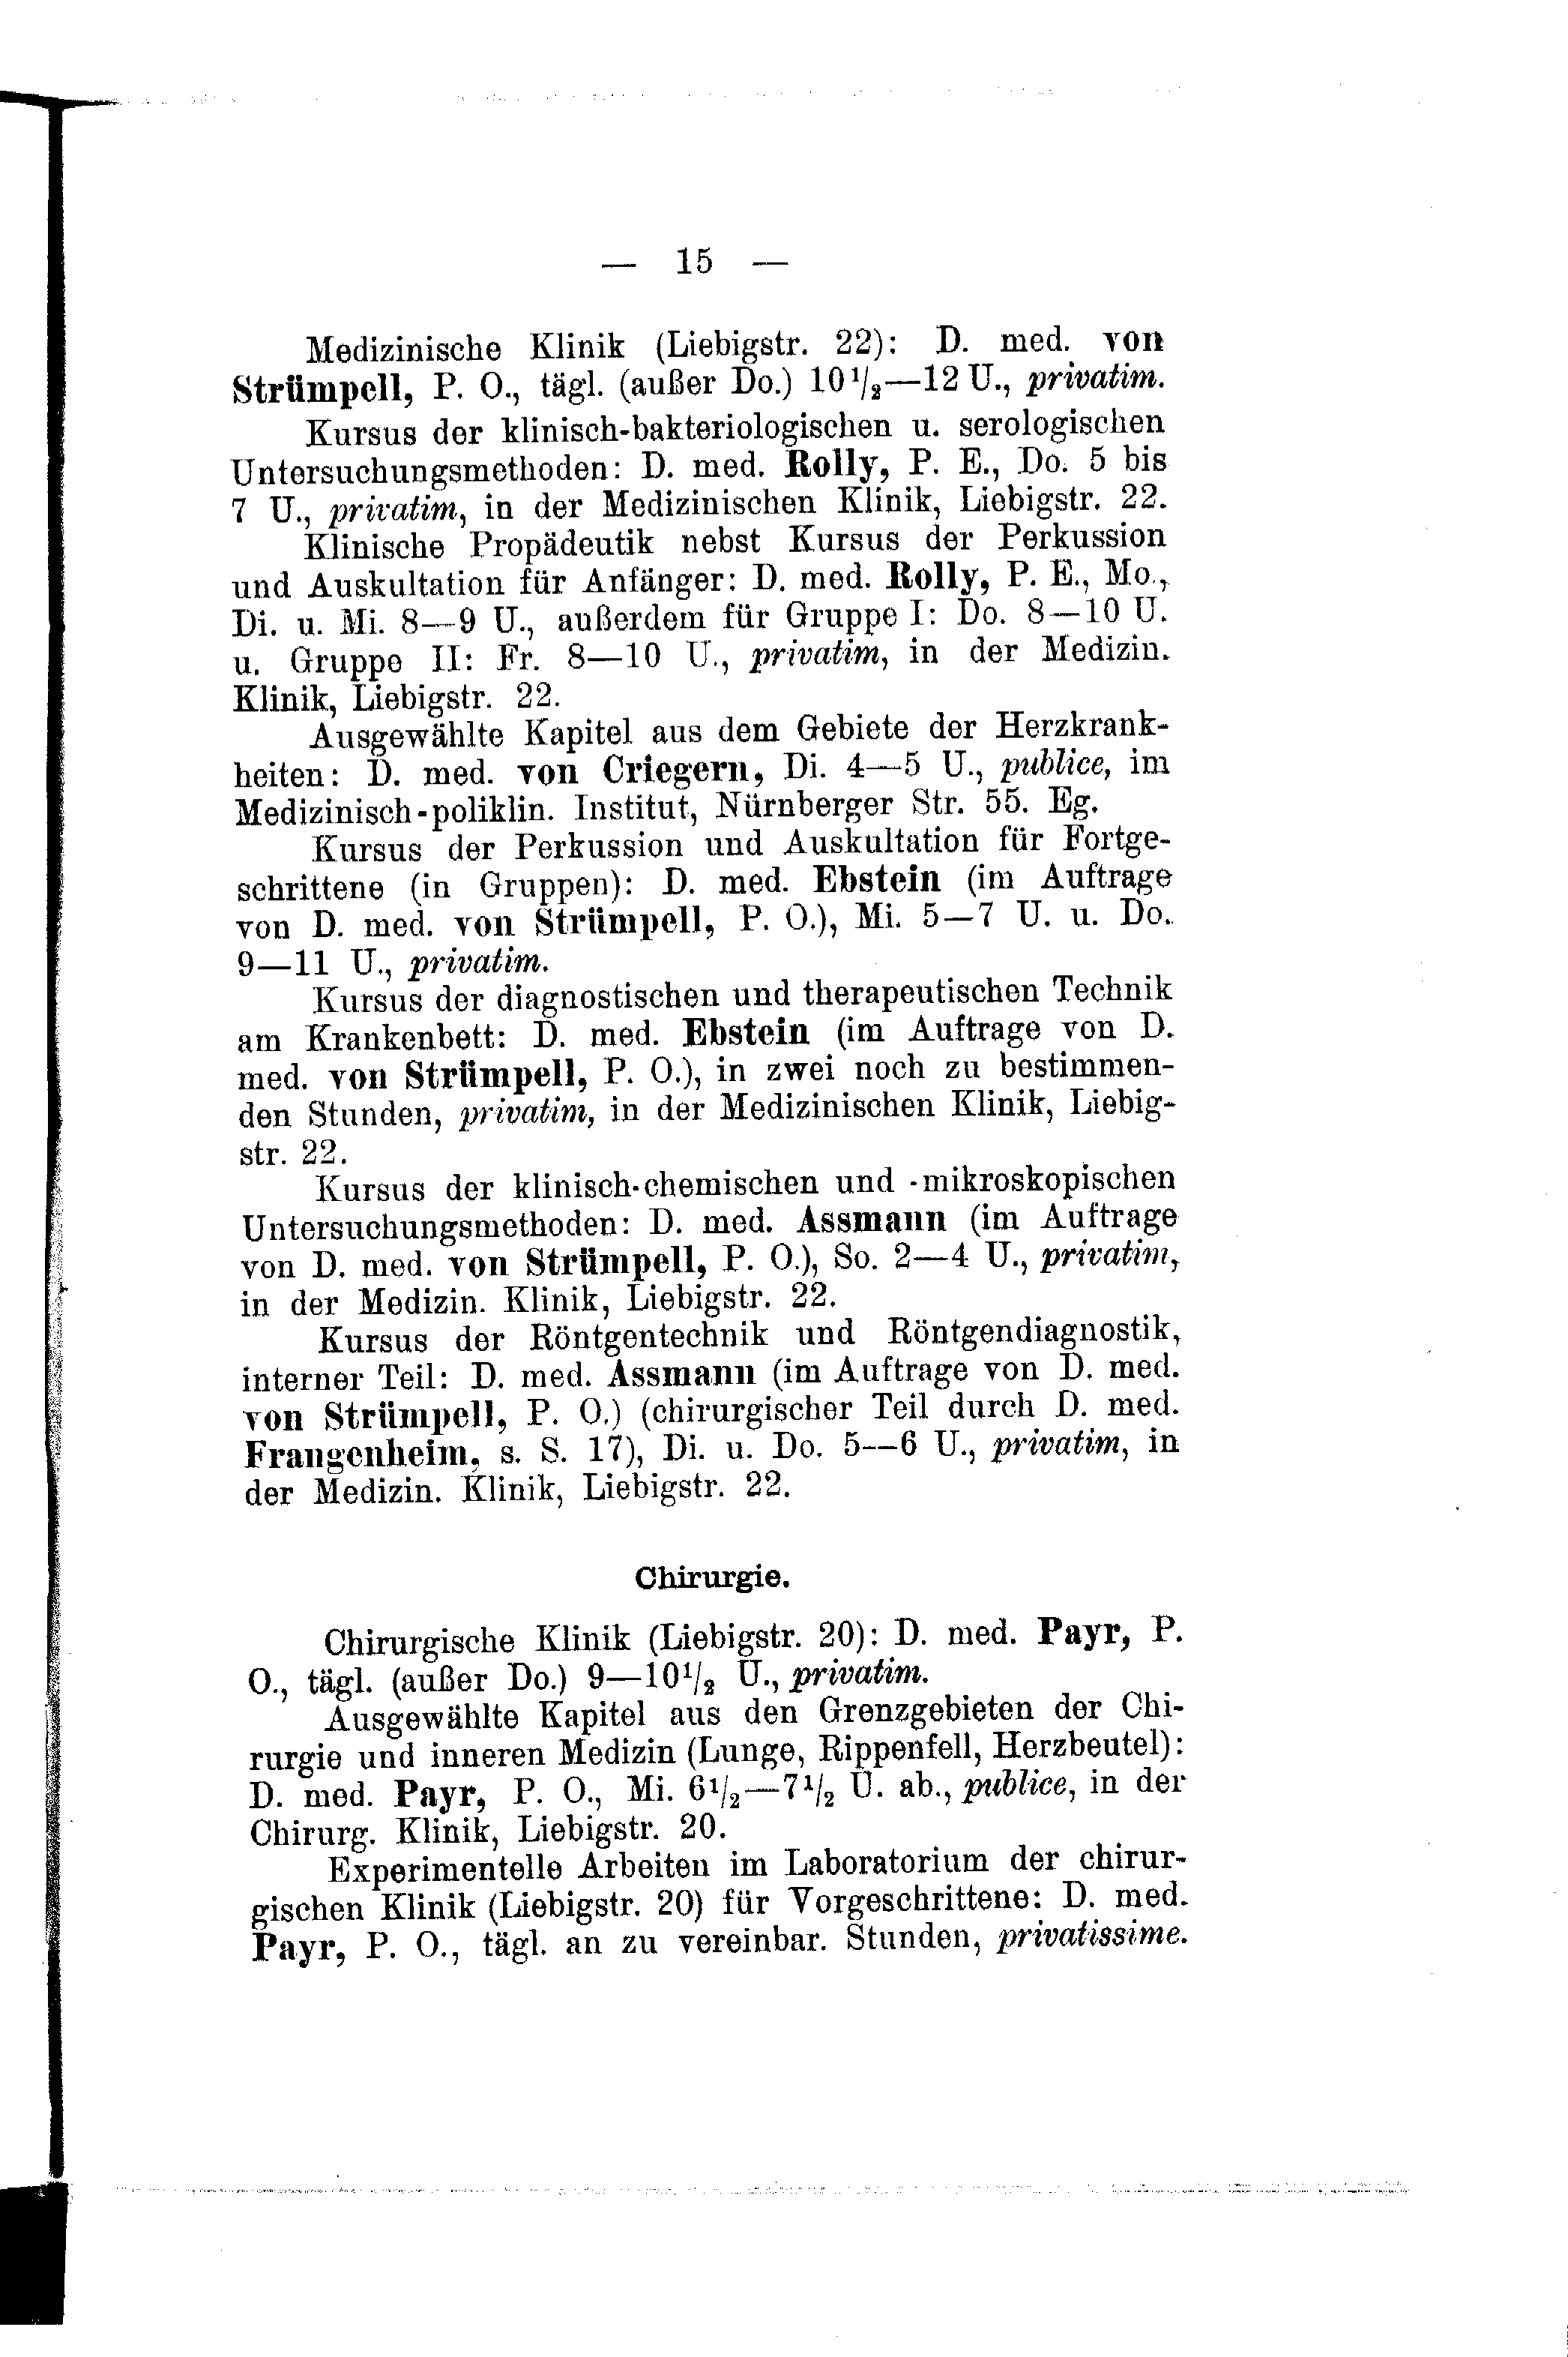 — 15 —
Medizinische Klinik (Liebigstr. 22): D. med. von
Strümpell, P. O., tägl. (außer Do.) 10 1/2—12 U., privatim.
Kursus der klinisch-bakteriologischen u. serologischen
Untersuchungsmethoden: D. med. Rolly, P. E., Do. 5 bis
7 U., privatim, in der Medizinischen Klinik, Liebigstr. 22.
Klinische Propädeutik nebst Kursus der Perkussion
und Auskultation für Anfänger: D. med. Rolly, P. E., Mo.,
Di. u. Mi. 8—9 U., außerdem für Gruppe I: Do. 8—10 U.
u. Gruppe II: Fr. 8—10 U., privatim, in der Medizin.
Klinik, Liebigstr. 22.
Ausgewählte Kapitel aus dem Gebiete der Herzkrank-
heiten: D. med. von Criegern, Di. 4—5 U., publice, im
Medizinisch-poliklin. Institut, Nürnberger Str. 55. Eg.
Kursus der Perkussion und Auskultation für Fortge-
schrittene (in Gruppen): D. med. Ebstein (im Auftrage
von D. med. von Strümpell, P. O.), Mi. 5—7 U. u. Do.
9—11 U., privatim.
Kursus der diagnostischen und therapeutischen Technik
am Krankenbett: D. med. Ebstein (im Auftrage von D.
med. von Strümpell, P. O.), in zwei noch zu bestimmen-
den Stunden, privatim, in der Medizinischen Klinik, Liebig-
str. 22.
Kursus der klinisch-chemischen und -mikroskopischen
Untersuchungsmethoden: D. med. Assmann (im Auftrage
von D. med. von Strümpell, P. O.), So. 2—4 U., privatim,
in der Medizin. Klinik, Liebigstr. 22.
Kursus der Röntgentechnik und Röntgendiagnostik,
interner Teil: D. med. Assmann (im Auftrage von D. med.
von Strümpell, P. O.) (chirurgischer Teil durch D. med.
Frangenheim, s. S. 17), Di. u. Do. 5—6 U., privatim, in
der Medizin. Klinik, Liebigstr. 22.
Chirurgie.
Chirurgische Klinik (Liebigstr. 20): D. med. Payr, P.
O., tägl. (außer Do.) 9—10 1/2 U., privatim.
Ausgewählte Kapitel aus den Grenzgebieten der Chi-
rurgie und inneren Medizin (Lunge, Rippenfell, Herzbeutel):
D. med. Payr, P. O., Mi. 6 1/2—7 1/2 U. ab., publice, in der
Chirurg. Klinik, Liebigstr. 20.
Experimentelle Arbeiten im Laboratorium der chirur-
gischen Klinik (Liebigstr. 20) für Vorgeschrittene: D. med.
Payr, P. O., tägl. an zu vereinbar. Stunden, privatissime.